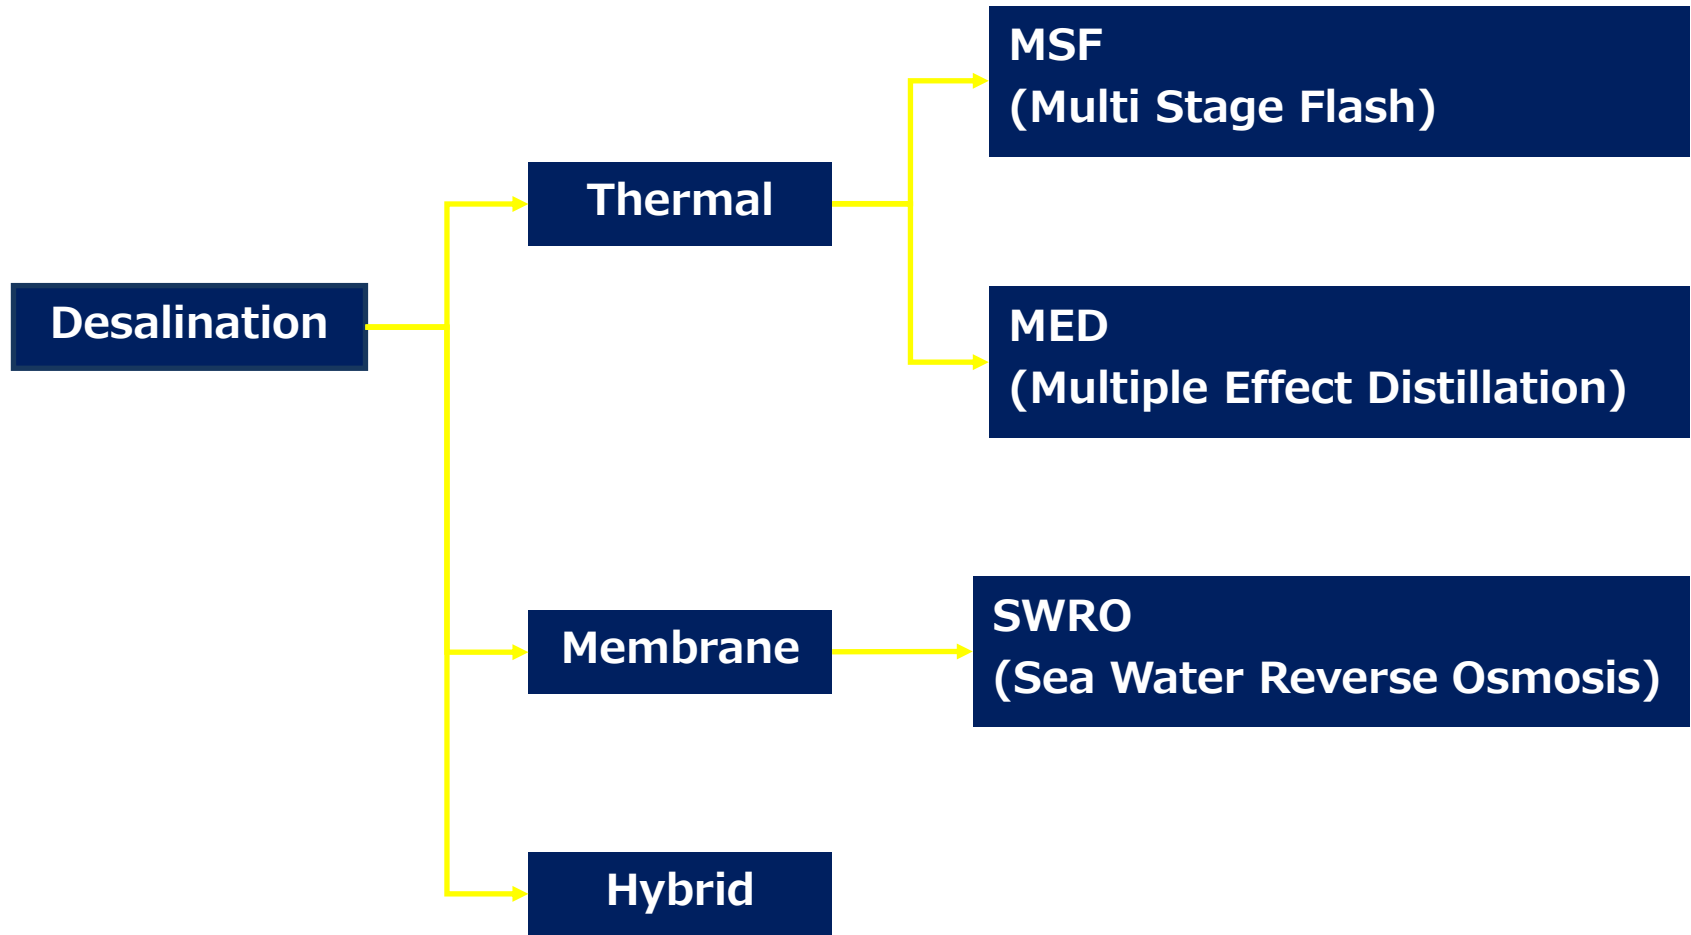 Desalination
Thermal
MSF
(Multi Stage Flash)
MED
(Multiple Effect Distillation)
Membrane
SWRO
(Sea Water Reverse Osmosis)
Hybrid